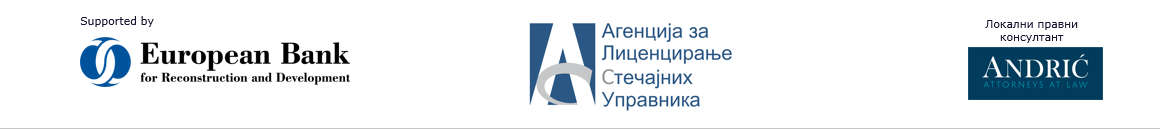 Supported by
European Bank
for Reconstruction and Development
Агенција за
Лиценцирање
Стечајних
Управника
Локални правни
консултант
ANDRIĆ
ATTORNEYS AT LAW